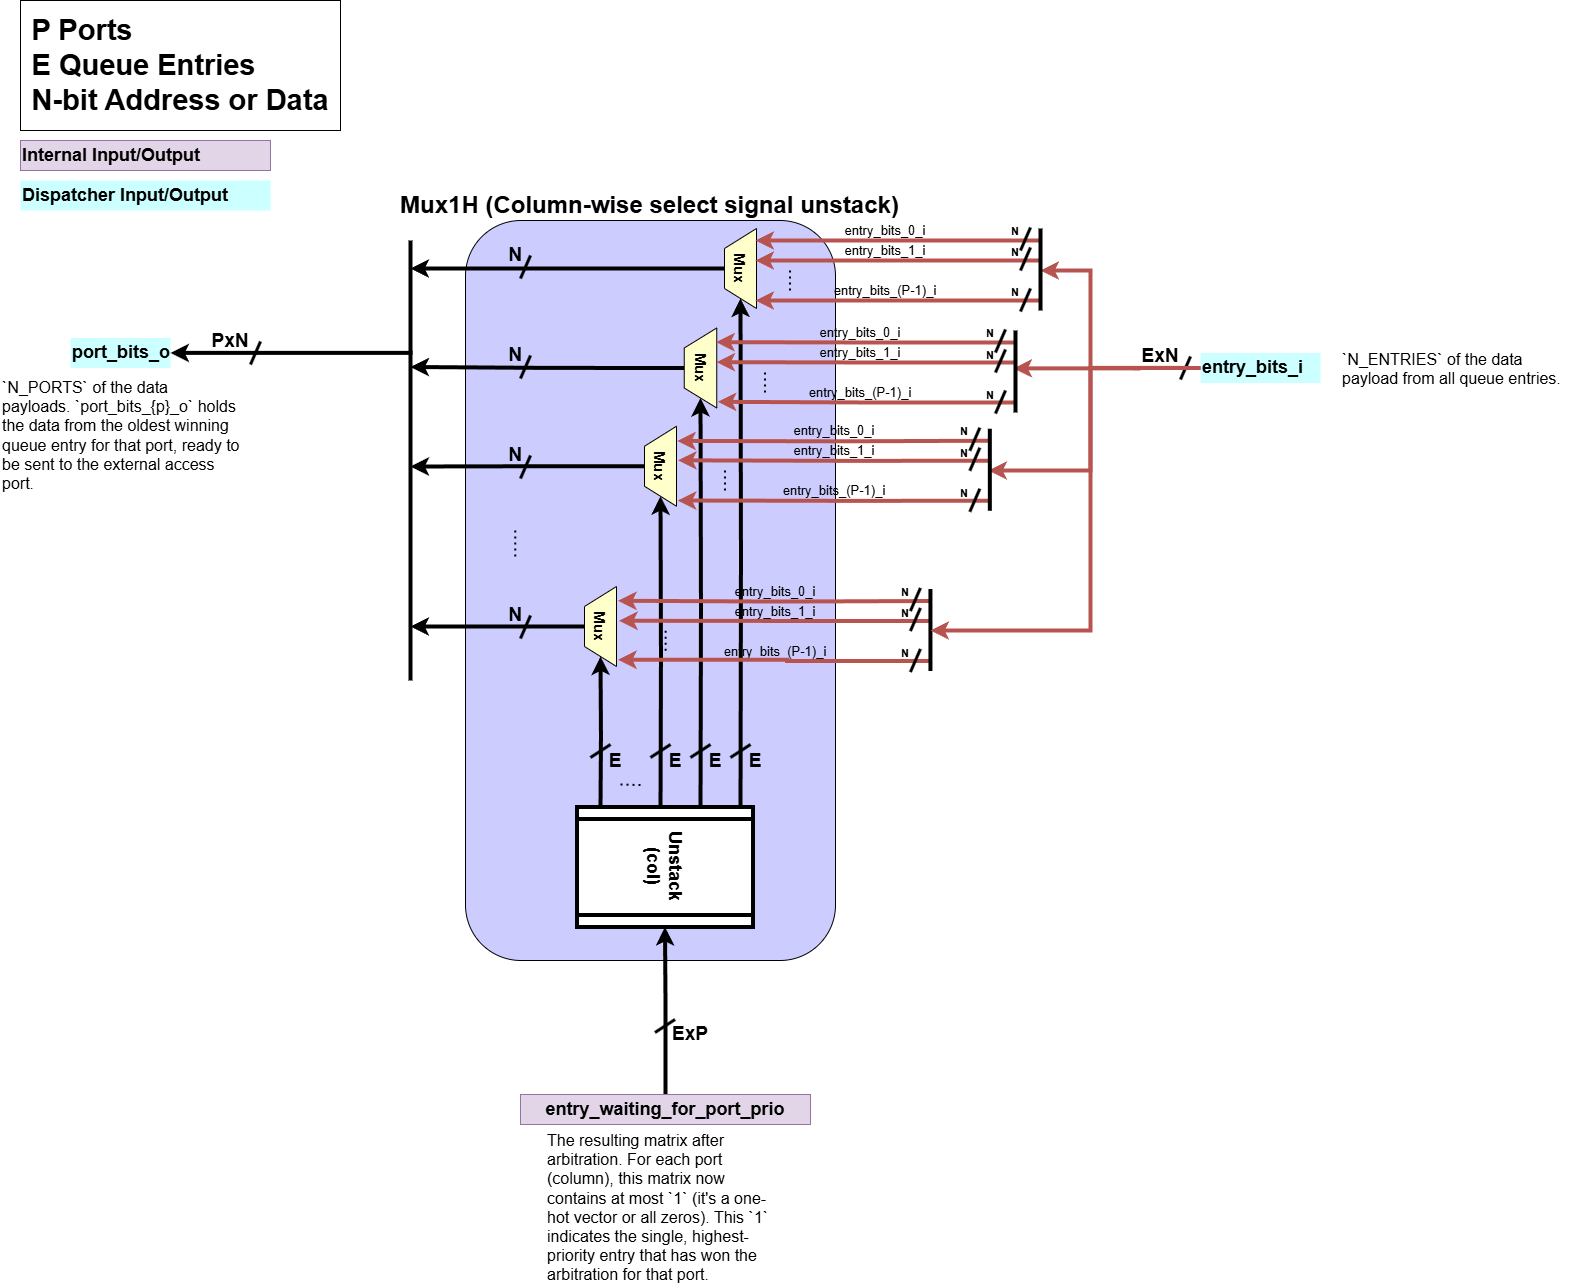 P Ports
E Queue Entries
N-bit Address or Data
Internal Input/Output
Dispatcher Input/Output
Mux1H (Column-wise select signal unstack)
N
Mux
entry_bits_0_i
N
entry_bits_1_i
N
entry_bits_(P-1)_i
N
port_bits_o
PxN
`N_PORTS` of the data
payloads. `port_bits_{p}_o` holds
the data from the oldest winning
queue entry for that port, ready to
be sent to the external access
port.
N
Mux
entry_bits_0_i
N
entry_bits_1_i
N
entry_bits_(P-1)_i
N
ExN
entry_bits_i
`N_ENTRIES` of the data
payload from all queue entries.
N
Mux
entry_bits_0_i
N
entry_bits_1_i
N
entry_bits_(P-1)_i
N
N
Mux
entry_bits_0_i
N
entry_bits_1_i
N
entry_bits_(P-1)_i
N
E
E
E
E
Unstack
(col)
ExP
entry_waiting_for_port_prio
The resulting matrix after
arbitration. For each port
(column), this matrix now
contains at most `1` (it's a one-
hot vector or all zeros). This `1`
indicates the single, highest-
priority entry that has won the
arbitration for that port.